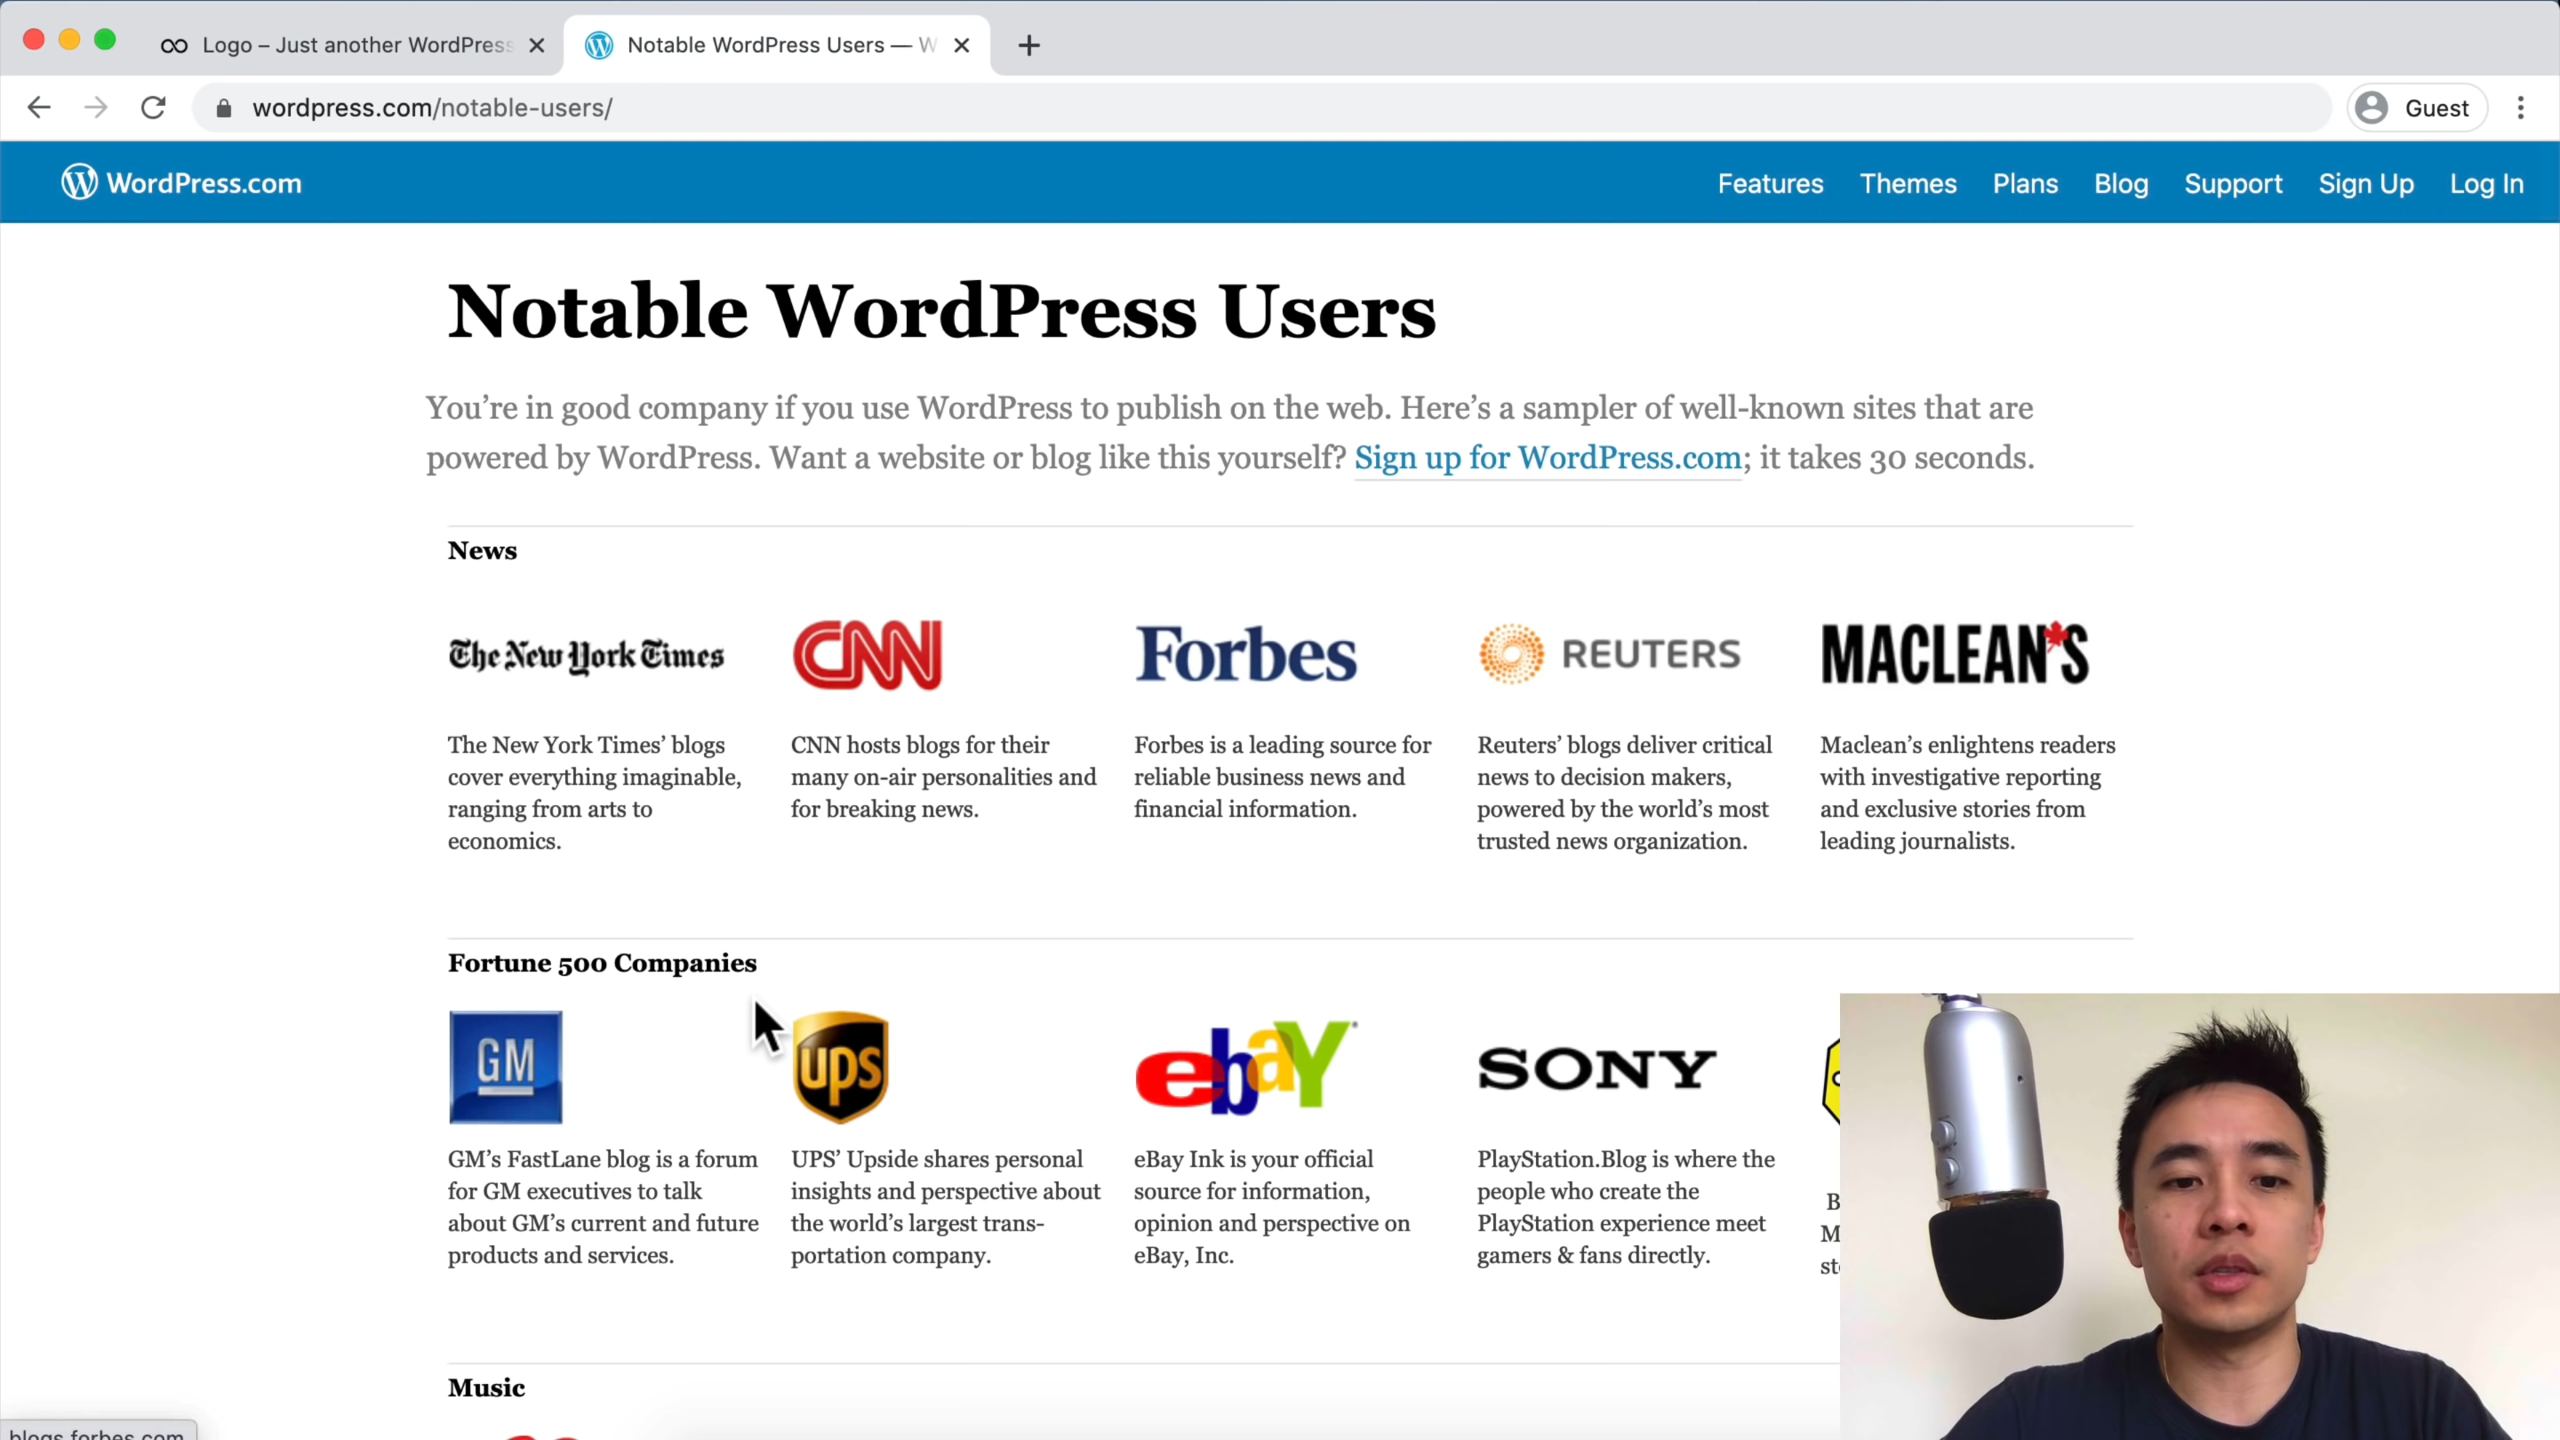 Logo – Just another WordPress
Notable WordPress Users — W
wordpress.com/notable-users/
Guest
WordPress.com
Features
Themes
Plans
Blog
Support
Sign Up
Log In
Notable WordPress Users
You’re in good company if you use WordPress to publish on the web. Here’s a sampler of well-known sites that are
powered by WordPress. Want a website or blog like this yourself? Sign up for WordPress.com; it takes 30 seconds.
News
The New York Times
CNN
Forbes
REUTERS
MACLEAN'S
The New York Times’ blogs
cover everything imaginable,
ranging from arts to
economics.
CNN hosts blogs for their
many on-air personalities and
for breaking news.
Forbes is a leading source for
reliable business news and
financial information.
Reuters’ blogs deliver critical
news to decision makers,
powered by the world’s most
trusted news organization.
Maclean’s enlightens readers
with investigative reporting
and exclusive stories from
leading journalists.
Fortune 500 Companies
GM
ups
ebay
SONY
GM’s FastLane blog is a forum
for GM executives to talk
about GM’s current and future
products and services.
UPS’ Upside shares personal
insights and perspective about
the world’s largest trans-
portation company.
eBay Ink is your official
source for information,
opinion and perspective on
eBay, Inc.
PlayStation.Blog is where the
people who create the
PlayStation experience meet
gamers & fans directly.
B
M
st
Music
blogs.forbes.com